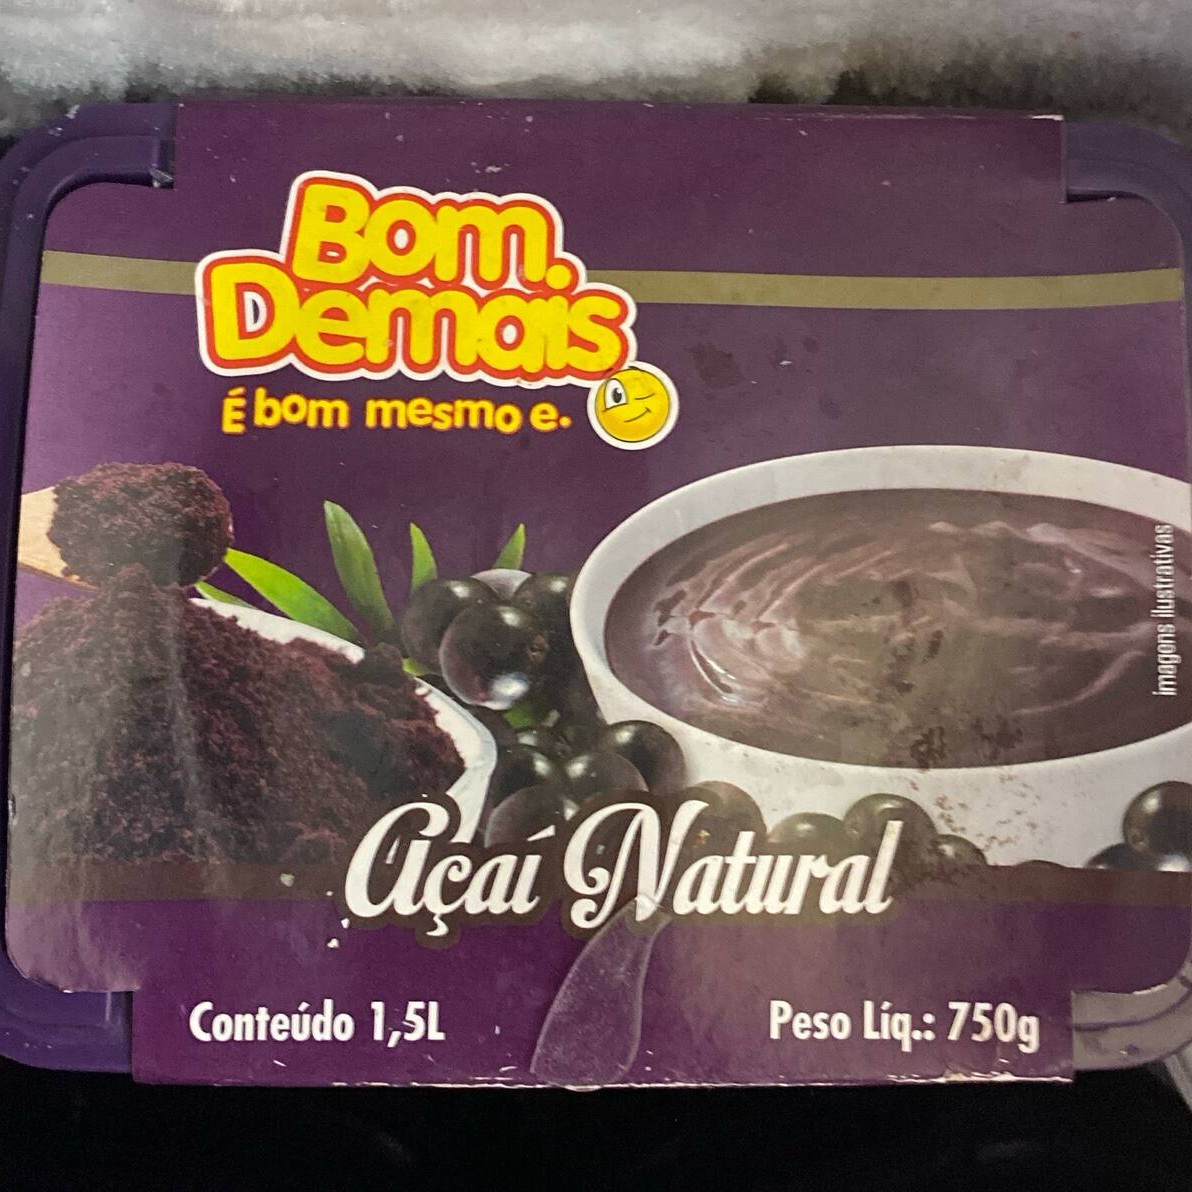 Bom.
Demais
É bom mesmo e.
imagens ilustrativas
Açaí Natural
Conteúdo 1,5L
Peso Líq.: 750g